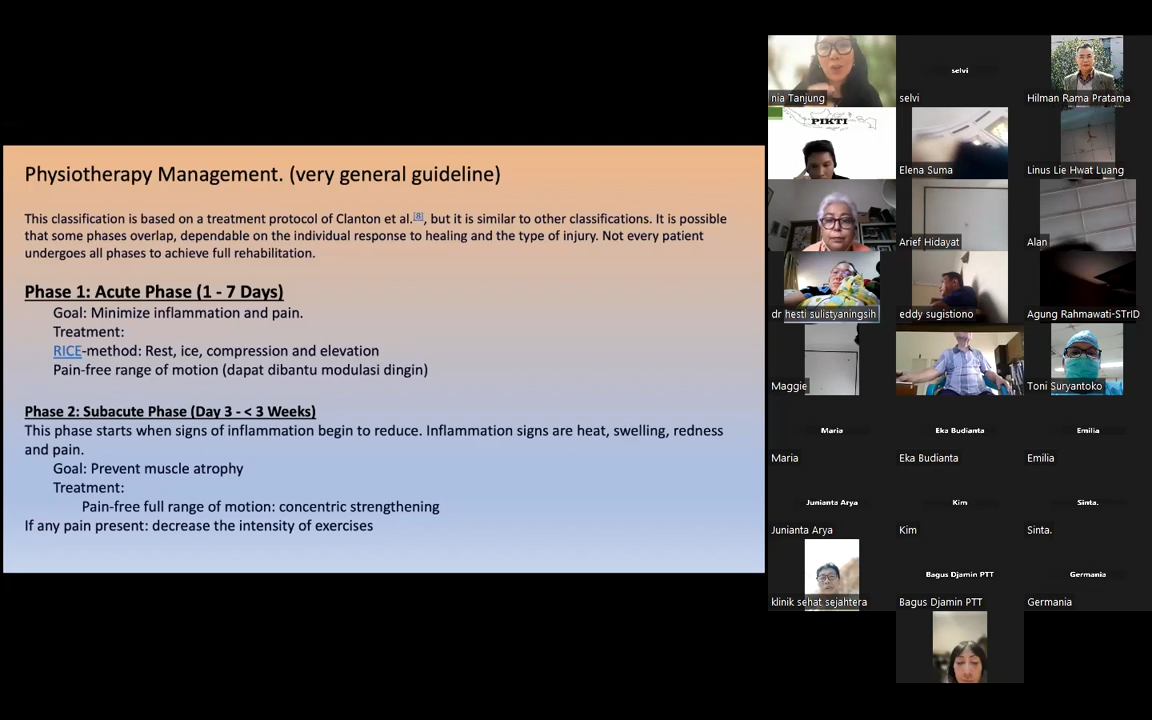 Physiotherapy Management. (very general guideline)
This classification is based on a treatment protocol of Clanton et al.[8], but it is similar to other classifications. It is possible
that some phases overlap, dependable on the individual response to healing and the type of injury. Not every patient
undergoes all phases to achieve full rehabilitation.
Phase 1: Acute Phase (1 - 7 Days)
Goal: Minimize inflammation and pain.
Treatment:
RICE-method: Rest, ice, compression and elevation
Pain-free range of motion (dapat dibantu modulasi dingin)
Phase 2: Subacute Phase (Day 3 - < 3 Weeks)
This phase starts when signs of inflammation begin to reduce. Inflammation signs are heat, swelling, redness
and pain.
Goal: Prevent muscle atrophy
Treatment:
Pain-free full range of motion: concentric strengthening
If any pain present: decrease the intensity of exercises
nia Tanjung
selvi
selvi
Hilman Rama Pratama
PIKTI
Elena Suma
Linus Lie Hwat Luang
Arief Hidayat
Alan
dr hesti sulistyaningsih
eddy sugistiono
Agung Rahmawati-STrID
Maggie
Toni Suryantoko
Maria
Maria
Eka Budianta
Eka Budianta
Emilia
Emilia
Junianta Arya
Junianta Arya
Kim
Kim
Sinta.
Sinta.
klinik sehat sejahtera
Bagus Djamin PTT
Bagus Djamin PTT
Germania
Germania